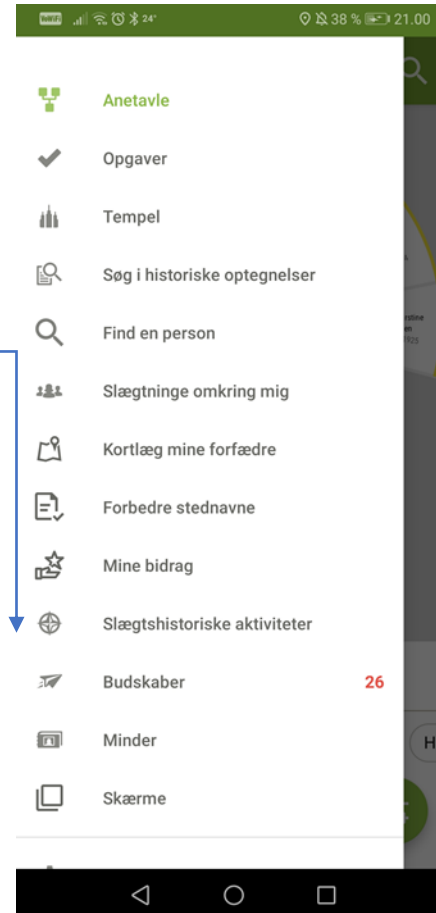 24°
38 % 21.00
Anetavle
Opgaver
Tempel
Søg i historiske optegnelser
Find en person
Slægtninge omkring mig
Kortlæg mine forfædre
Forbedre stednavne
Mine bidrag
Slægtshistoriske aktiviteter
Budskaber 26
Minder
Skærme
H